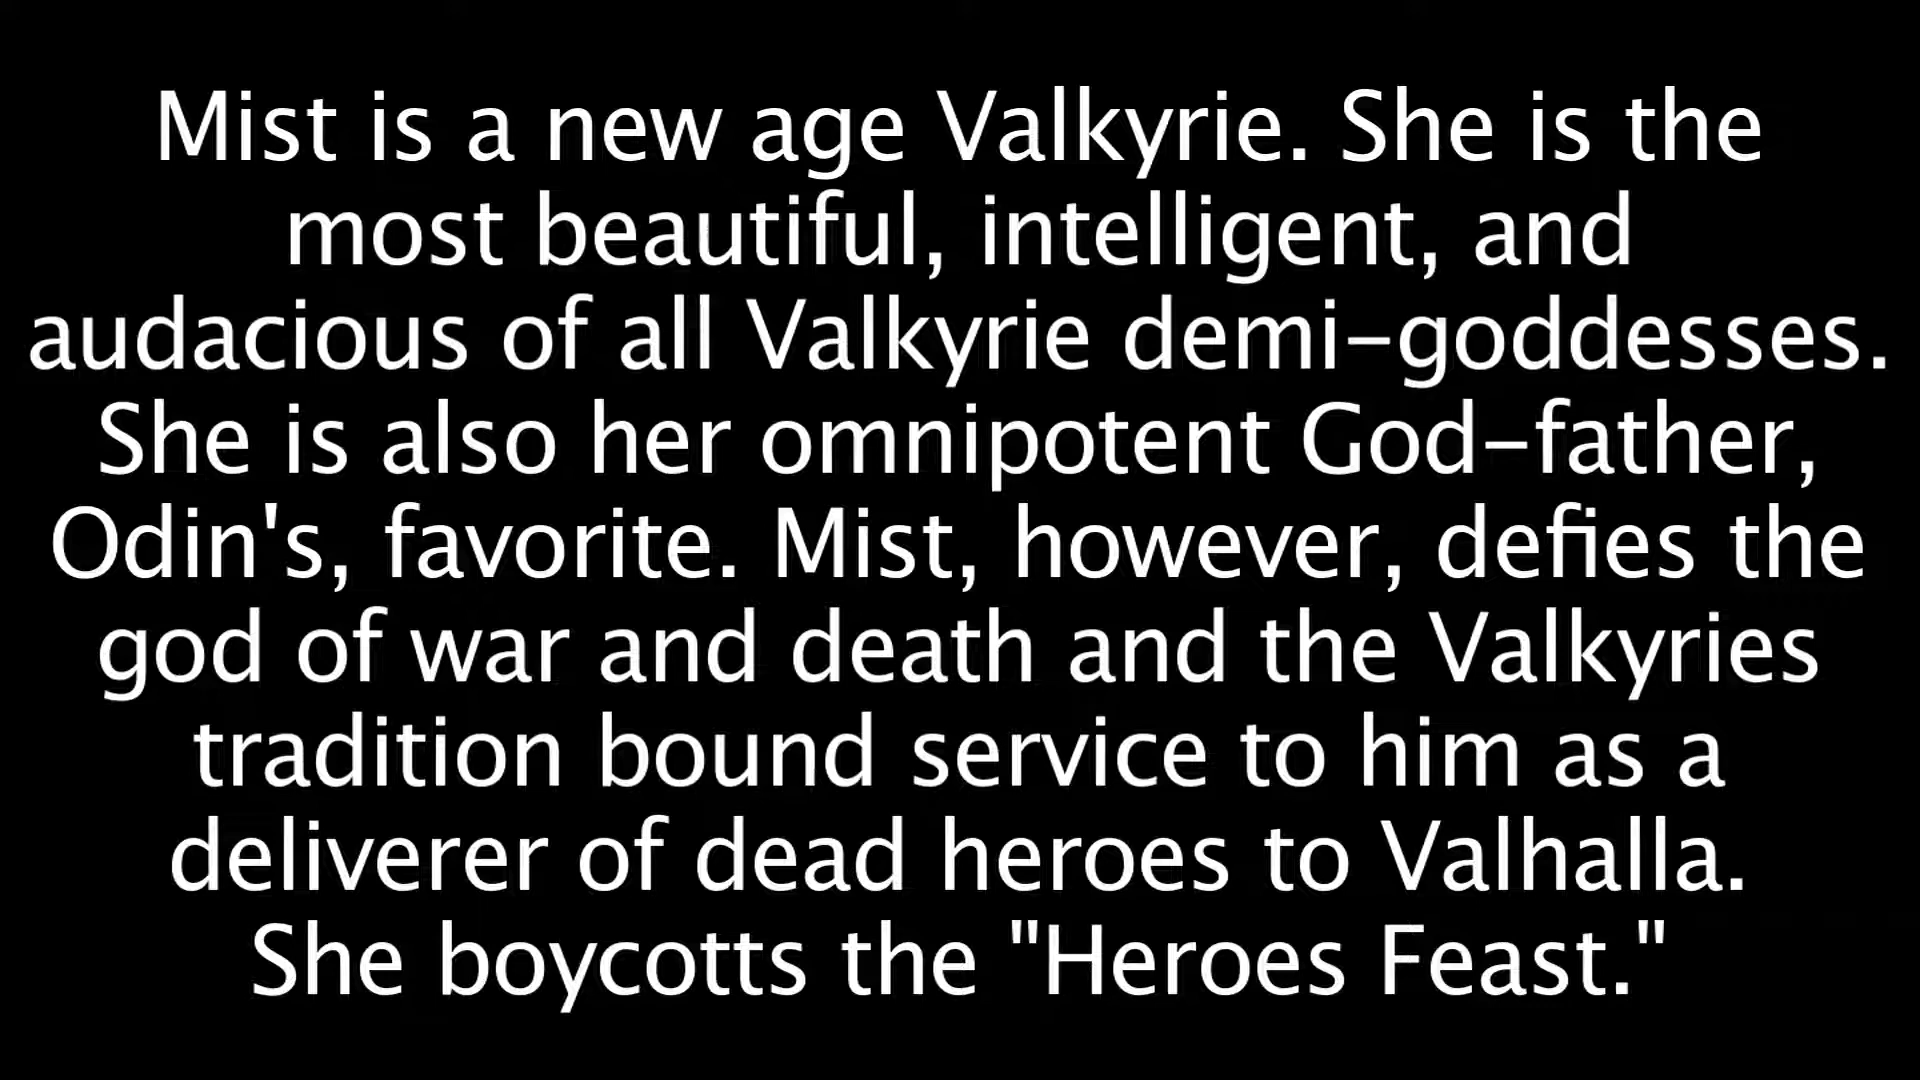 Mist is a new age Valkyrie. She is the
most beautiful, intelligent, and
audacious of all Valkyrie demi-goddesses.
She is also her omnipotent God-father,
Odin's, favorite. Mist, however, defies the
god of war and death and the Valkyries
tradition bound service to him as a
deliverer of dead heroes to Valhalla.
She boycotts the "Heroes Feast."